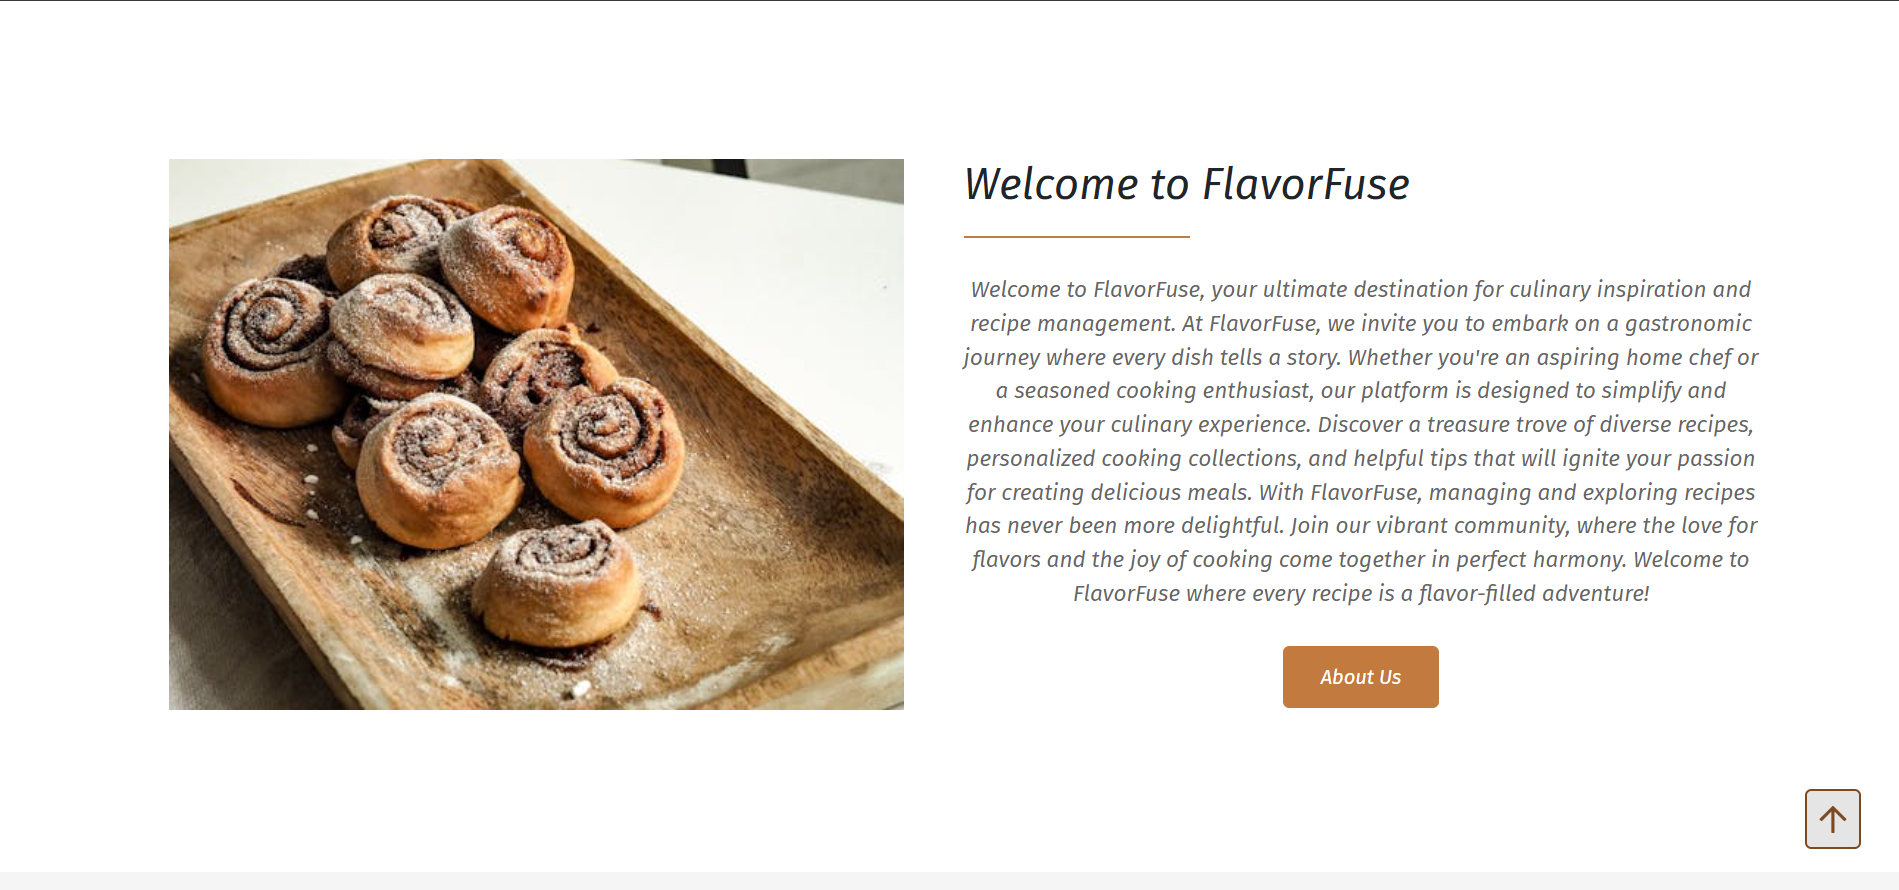 Welcome to FlavorFuse
Welcome to FlavorFuse, your ultimate destination for culinary inspiration and
recipe management. At FlavorFuse, we invite you to embark on a gastronomic
journey where every dish tells a story. Whether you're an aspiring home chef or
a seasoned cooking enthusiast, our platform is designed to simplify and
enhance your culinary experience. Discover a treasure trove of diverse recipes,
personalized cooking collections, and helpful tips that will ignite your passion
for creating delicious meals. With FlavorFuse, managing and exploring recipes
has never been more delightful. Join our vibrant community, where the love for
flavors and the joy of cooking come together in perfect harmony. Welcome to
FlavorFuse where every recipe is a flavor-filled adventure!
About Us